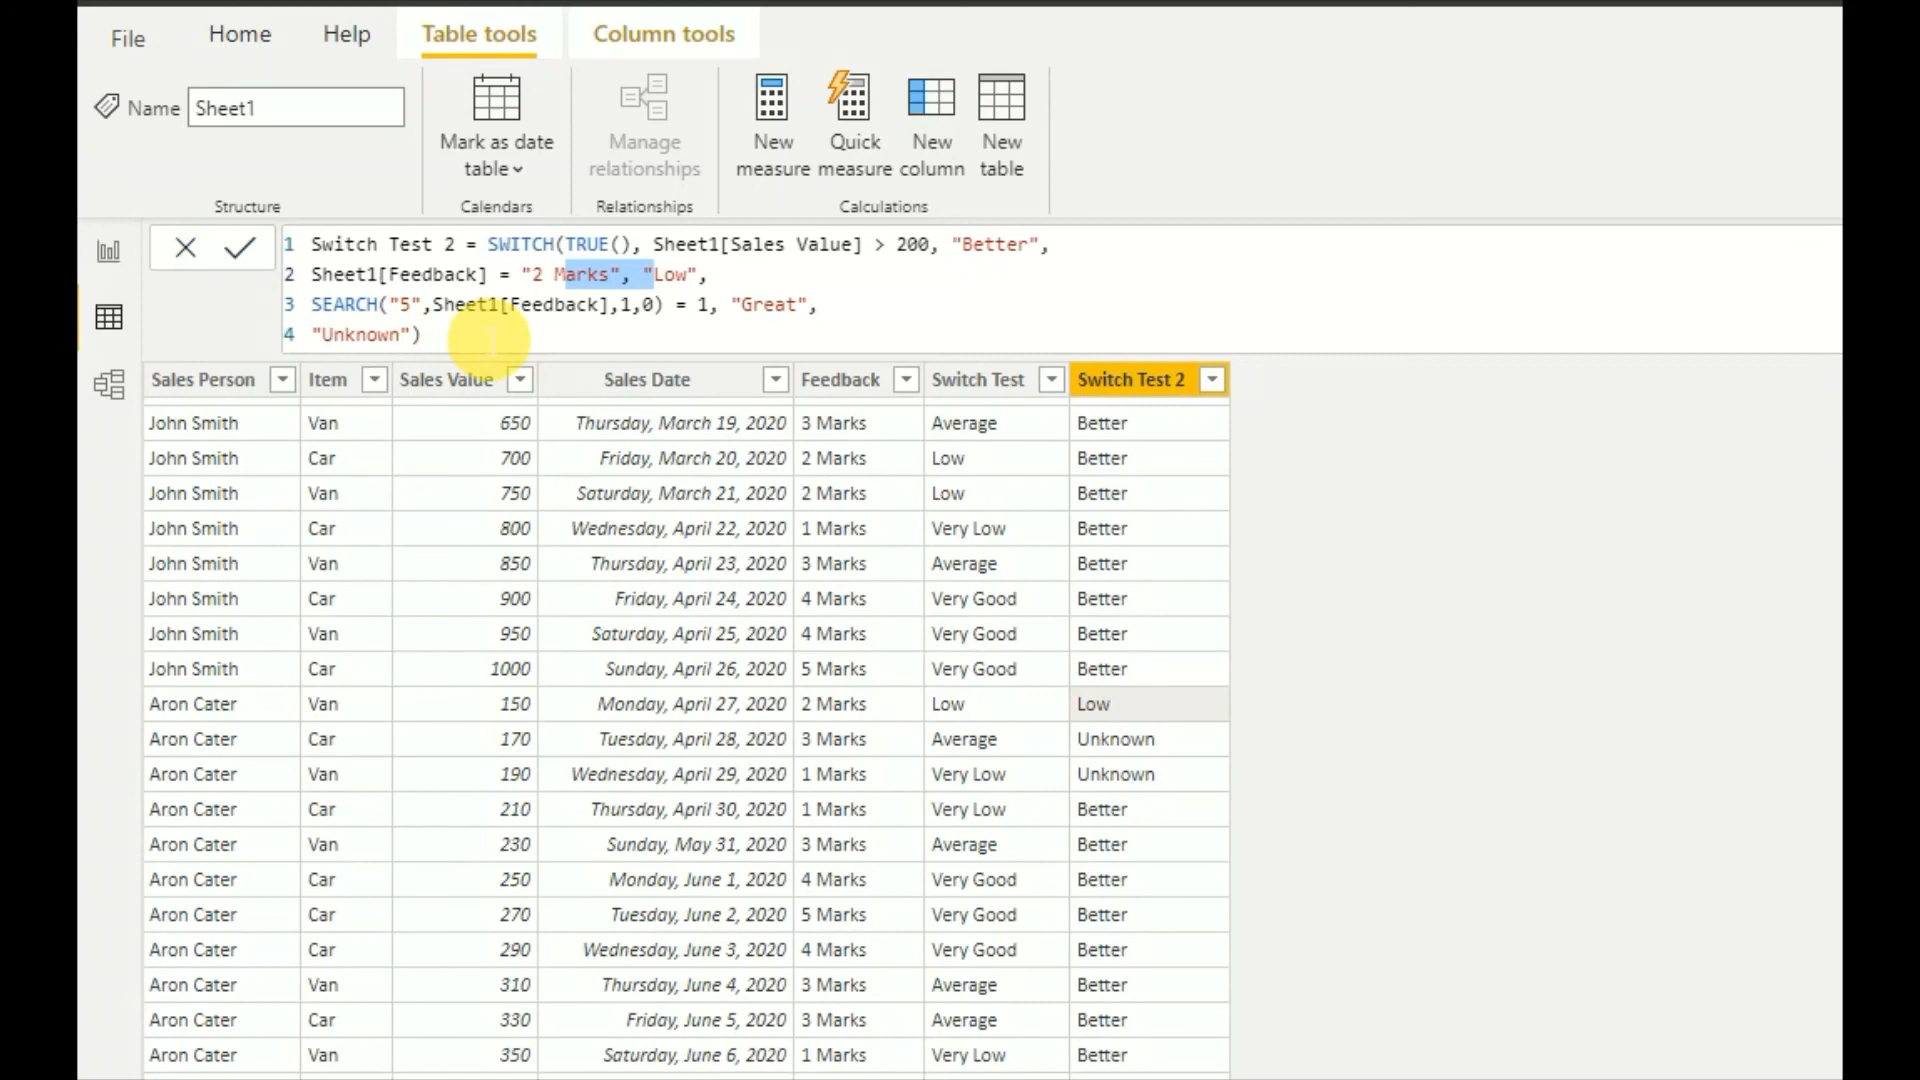 File Home Help Table tools Column tools
Name Sheet1
Mark as date table
Manage relationships
New measure
Quick measure
New column
New table
Structure Calendars Relationships Calculations
1 Switch Test 2 = SWITCH(TRUE(), Sheet1[Sales Value] > 200, "Better",
2 Sheet1[Feedback] = "2 Marks", "Low",
3 SEARCH("5",Sheet1[Feedback],1,0) = 1, "Great",
4 "Unknown")
Sales Person Item Sales Value Sales Date Feedback Switch Test Switch Test 2
John Smith Van 650 Thursday, March 19, 2020 3 Marks Average Better
John Smith Car 700 Friday, March 20, 2020 2 Marks Low Better
John Smith Van 750 Saturday, March 21, 2020 2 Marks Low Better
John Smith Car 800 Wednesday, April 22, 2020 1 Marks Very Low Better
John Smith Van 850 Thursday, April 23, 2020 3 Marks Average Better
John Smith Car 900 Friday, April 24, 2020 4 Marks Very Good Better
John Smith Van 950 Saturday, April 25, 2020 4 Marks Very Good Better
John Smith Car 1000 Sunday, April 26, 2020 5 Marks Very Good Better
Aron Cater Van 150 Monday, April 27, 2020 2 Marks Low Low
Aron Cater Car 170 Tuesday, April 28, 2020 3 Marks Average Unknown
Aron Cater Van 190 Wednesday, April 29, 2020 1 Marks Very Low Unknown
Aron Cater Car 210 Thursday, April 30, 2020 1 Marks Very Low Better
Aron Cater Van 230 Sunday, May 31, 2020 3 Marks Average Better
Aron Cater Car 250 Monday, June 1, 2020 4 Marks Very Good Better
Aron Cater Car 270 Tuesday, June 2, 2020 5 Marks Very Good Better
Aron Cater Car 290 Wednesday, June 3, 2020 4 Marks Very Good Better
Aron Cater Van 310 Thursday, June 4, 2020 3 Marks Average Better
Aron Cater Car 330 Friday, June 5, 2020 3 Marks Average Better
Aron Cater Van 350 Saturday, June 6, 2020 1 Marks Very Low Better